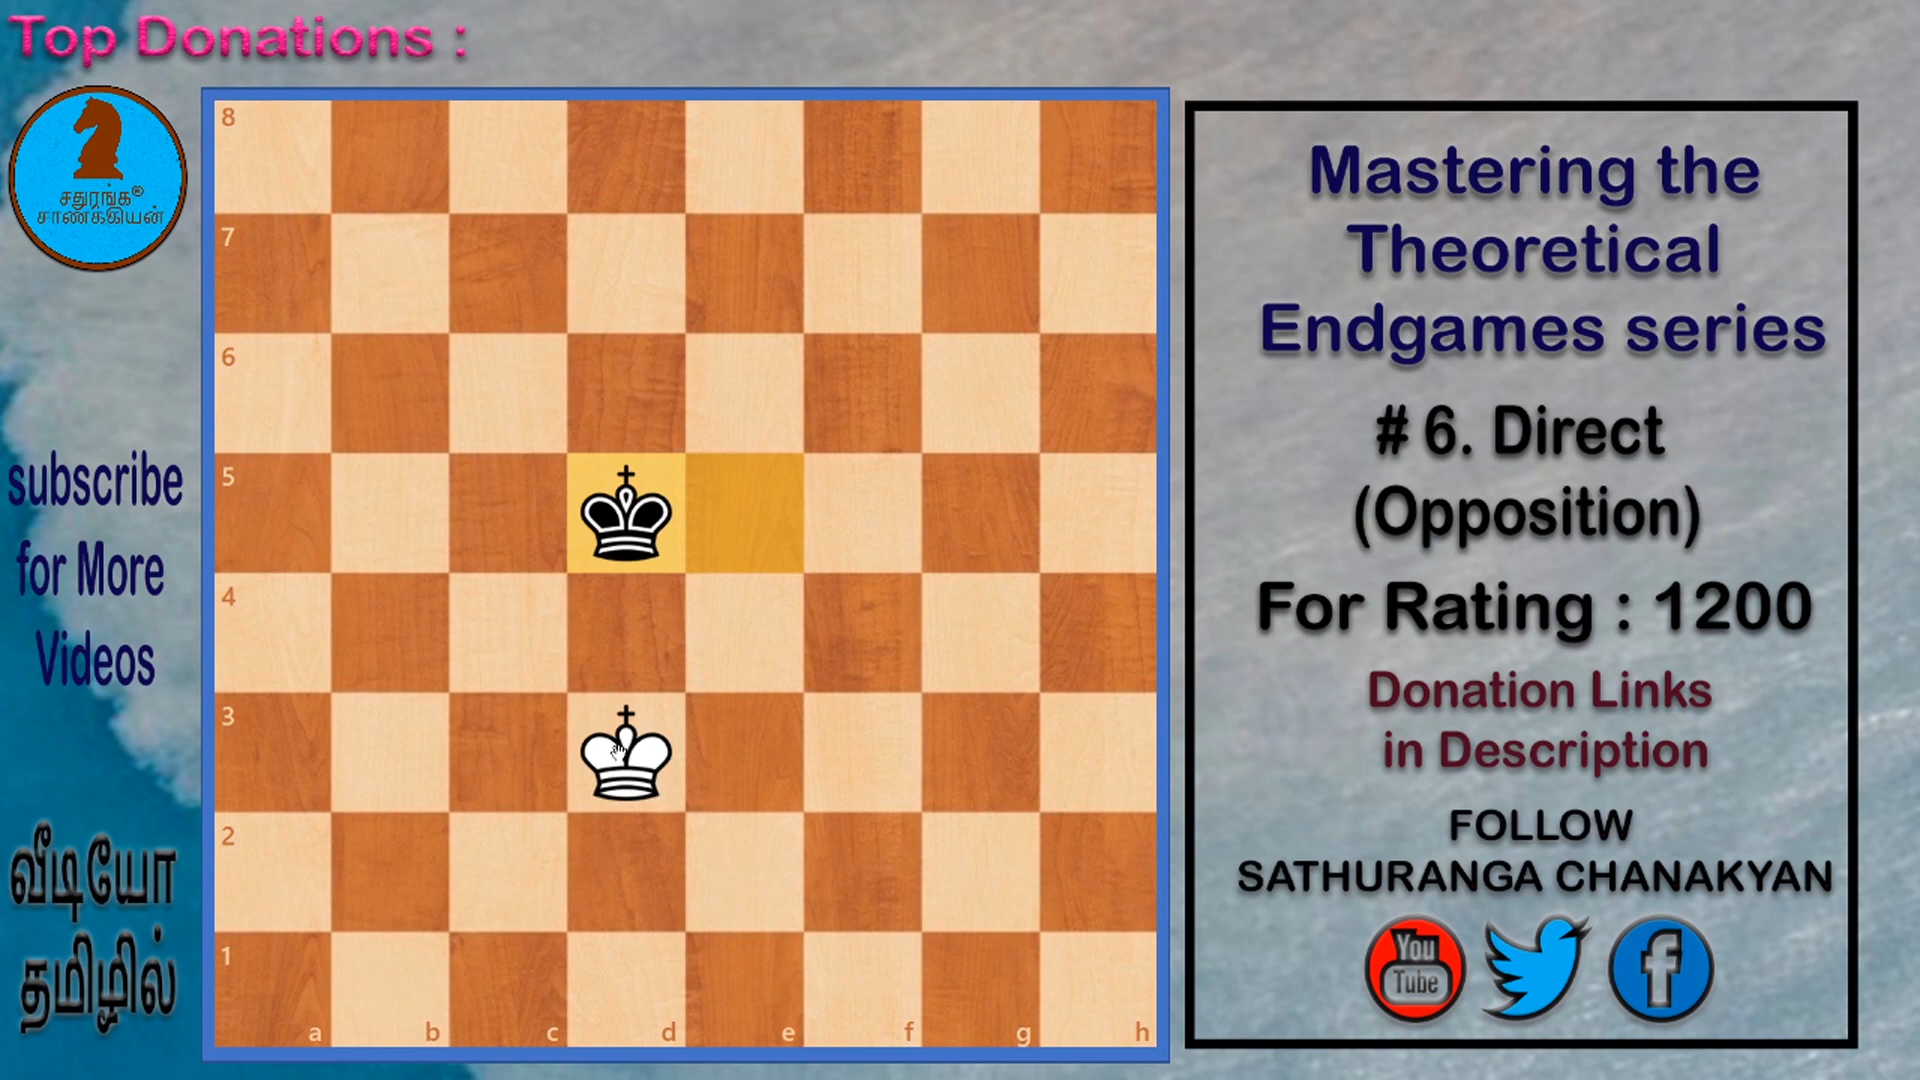 Top Donations :
சதுரங்க®
சாணக்கியன்
subscribe
for More
Videos
வீடியோ
தமிழில்
8
7
6
5
4
3
2
1
a b c d e f g h
Mastering the
Theoretical
Endgames series
# 6. Direct
(Opposition)
For Rating : 1200
Donation Links
in Description
FOLLOW
SATHURANGA CHANAKYAN
You
Tube
f